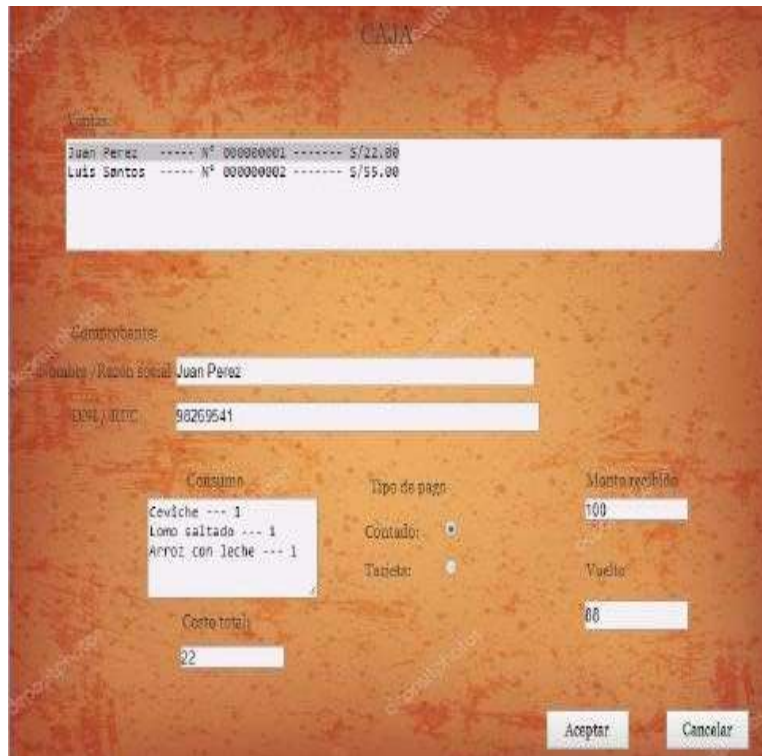 CAJA
Ventas:
Juan Perez ----- N° 000000001 ------- S/22.00
Luis Santos ----- N° 000000002 ------- S/55.00
Comprobante:
Nombre / Razon social Juan Perez
DNI / RUC 98269541
Consumo
Tipo de pago
Monto recibido
Ceviche --- 1
Lomo saltado --- 1
Arroz con leche --- 1
100
Contado:
Tarjeta:
Vuelto
88
Costo total:
22
Aceptar
Cancelar